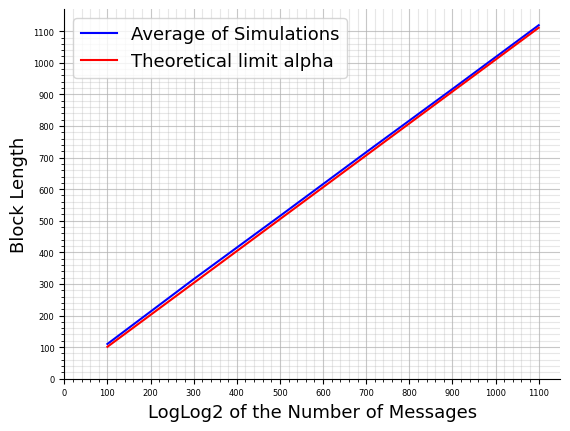 Average of Simulations
Theoretical limit alpha
1100
1000
900
800
700
600
500
400
300
200
100
0
Block Length
0 100 200 300 400 500 600 700 800 900 1000 1100
LogLog2 of the Number of Messages